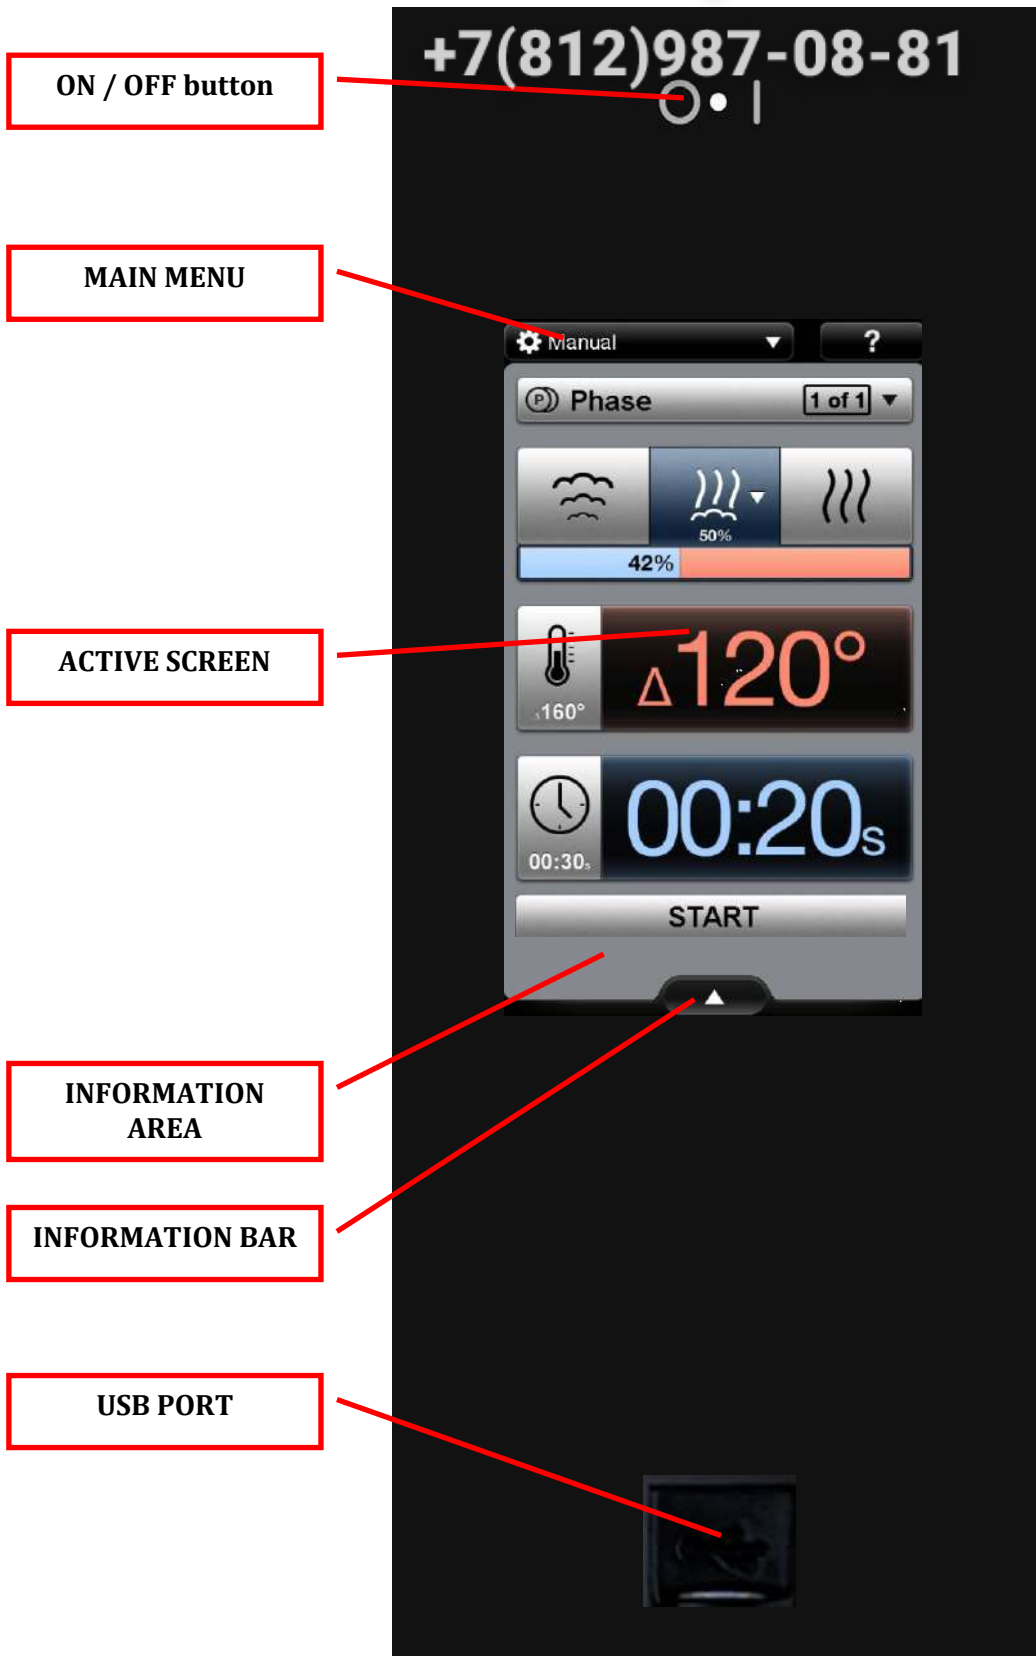 +7(812)987-08-81
ON / OFF button
MAIN MENU
Manual
?
P Phase
1 of 1
50%
42%
ACTIVE SCREEN
Δ120°
160°
00:20s
00:30s
START
INFORMATION
AREA
INFORMATION BAR
USB PORT